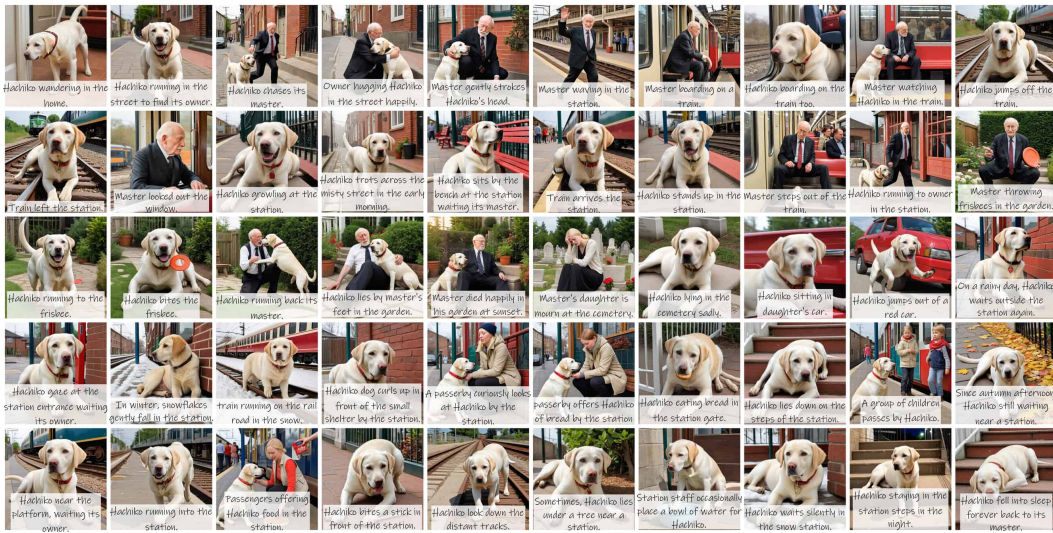 Hachiko wandering in the
home.
Hachiko running in the
street to find its owner.
Hachiko chases its
master.
Owner hugging Hachiko
in the street happily.
Master gently strokes
Hachiko's head.
Master waving in the
station.
Master boarding on a
train.
Hachiko boarding on the
train too.
Master watching
Hachiko in the train.
Hachiko jumps off the
train.
Train left the station.
Master looked out the
window.
Hachiko growling at the
station.
Hachiko trots across the
misty street in the early
morning.
Hachiko sits by the
bench at the station
waiting its master.
Train arrives the
station.
Hachiko stands up in the
station.
Master steps out of the
train.
Hachiko running to owner
in the station.
Master throwing
frisbees in the garden.
Hachiko running to the
frisbee.
Hachiko bites the
frisbee.
Hachiko running back its
master.
Hachiko lies by master's
feet in the garden.
Master died happily in
his garden at sunset.
Master's daughter is
mourn at the cemetery.
Hachiko lying in the
cemetery sadly.
Hachiko sitting in
daughter's car.
Hachiko jumps out of a
red car.
On a rainy day, Hachiko
waits outside the
station again.
Hachiko gaze at the
station entrance waiting
its owner.
In winter, snowflakes
gently fall in the station.
train running on the rail
road in the snow.
Hachiko dog curls up in
front of the small
shelter by the station.
A passerby curiously looks
at Hachiko by the
station.
passerby offers Hachiko
of bread by the station
Hachiko eating bread in
the station gate.
Hachiko lies down on the
steps of the station.
A group of children
passes by Hachiko.
Since autumn afternoon
Hachiko still waiting
near a station.
Hachiko near the
platform, waiting its
owner.
Hachiko running into the
station.
Passengers offering
Hachiko food in the
station.
Hachiko bites a stick in
front of the station.
Hachiko look down the
distant tracks.
Sometimes, Hachiko lies
under a tree near a
station.
Station staff occasionally
place a bowl of water for
Hachiko.
Hachiko waits silently in
the snow station.
Hachiko staying in the
station steps in the
night.
Hachiko fell into sleep
forever back to its
master.